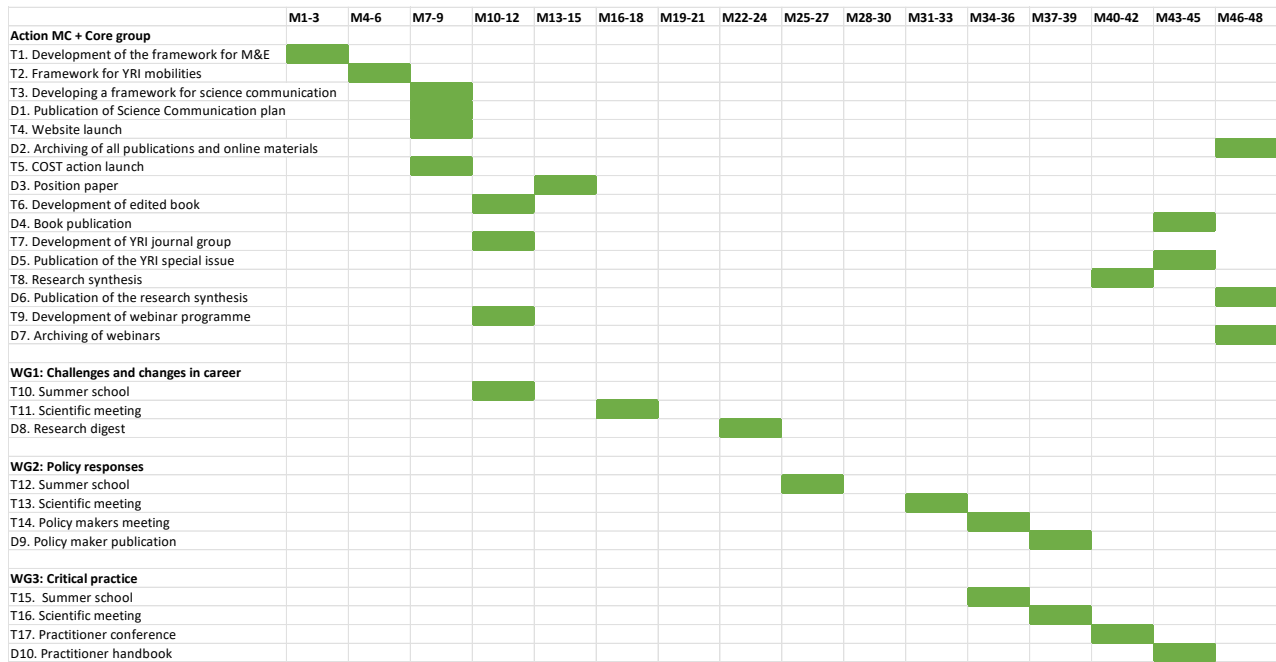 M1-3 M4-6 M7-9 M10-12 M13-15 M16-18 M19-21 M22-24 M25-27 M28-30 M31-33 M34-36 M37-39 M40-42 M43-45 M46-48
Action MC + Core group
T1. Development of the framework for M&E
T2. Framework for YRI mobilities
T3. Developing a framework for science communication
D1. Publication of Science Communication plan
T4. Website launch
D2. Archiving of all publications and online materials
T5. COST action launch
D3. Position paper
T6. Development of edited book
D4. Book publication
T7. Development of YRI journal group
D5. Publication of the YRI special issue
T8. Research synthesis
D6. Publication of the research synthesis
T9. Development of webinar programme
D7. Archiving of webinars
WG1: Challenges and changes in career
T10. Summer school
T11. Scientific meeting
D8. Research digest
WG2: Policy responses
T12. Summer school
T13. Scientific meeting
T14. Policy makers meeting
D9. Policy maker publication
WG3: Critical practice
T15. Summer school
T16. Scientific meeting
T17. Practitioner conference
D10. Practitioner handbook